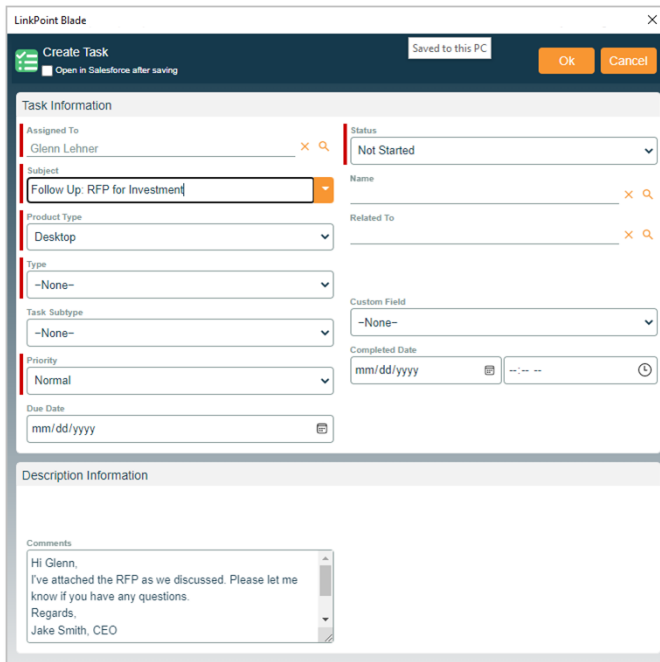 LinkPoint Blade
Create Task
Open in Salesforce after saving
Saved to this PC
Ok
Cancel
Task Information
Assigned To
Glenn Lehner
Subject
Follow Up: RFP for Investment
Product Type
Desktop
Type
–None–
Task Subtype
–None–
Priority
Normal
Due Date
mm/dd/yyyy
Status
Not Started
Name
Related To
Custom Field
–None–
Completed Date
mm/dd/yyyy
--:-- --
Description Information
Comments
Hi Glenn,
I've attached the RFP as we discussed. Please let me
know if you have any questions.
Regards,
Jake Smith, CEO